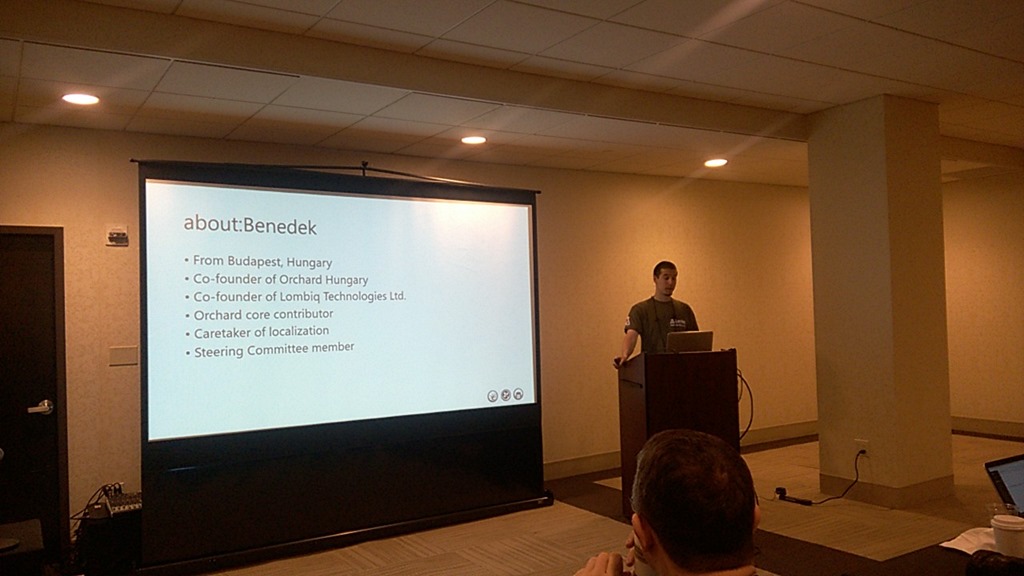 about:Benedek
• From Budapest, Hungary
• Co-founder of Orchard Hungary
• Co-founder of Lombiq Technologies Ltd.
• Orchard core contributor
• Caretaker of localization
• Steering Committee member